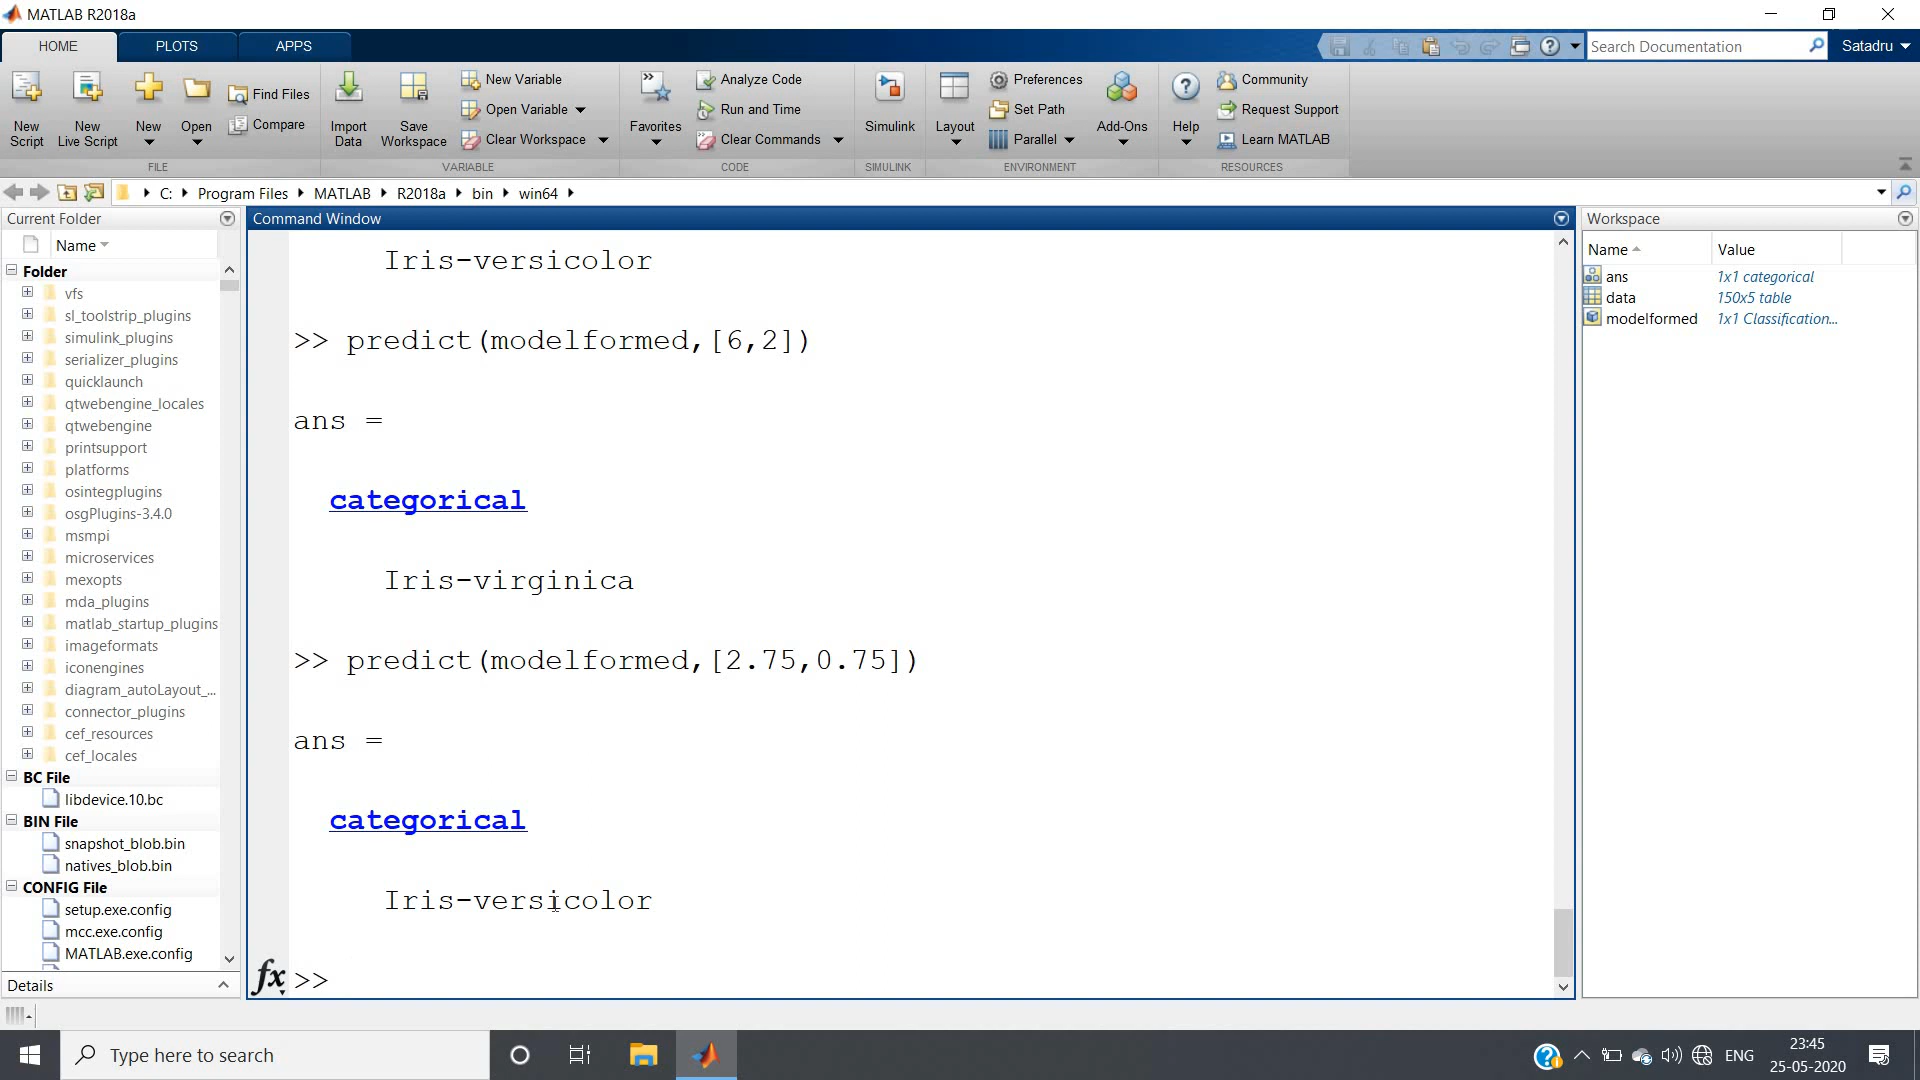 MATLAB R2018a
HOME PLOTS APPS
Search Documentation
Satadru
New Script
New Live Script
New
Open
Find Files
Compare
FILE
Import Data
Save Workspace
New Variable
Open Variable
Clear Workspace
VARIABLE
Favorites
Analyze Code
Run and Time
Clear Commands
CODE
Simulink
SIMULINK
Layout
Preferences
Set Path
Parallel
Add-Ons
ENVIRONMENT
Help
Community
Request Support
Learn MATLAB
RESOURCES
C: Program Files MATLAB R2018a bin win64
Current Folder
Name
Folder
vfs
sl_toolstrip_plugins
simulink_plugins
serializer_plugins
quicklaunch
qtwebengine_locales
qtwebengine
printsupport
platforms
osintegplugins
osgPlugins-3.4.0
msmpi
microservices
mexopts
mda_plugins
matlab_startup_plugins
imageformats
iconengines
diagram_autoLayout_...
connector_plugins
cef_resources
cef_locales
BC File
libdevice.10.bc
BIN File
snapshot_blob.bin
natives_blob.bin
CONFIG File
setup.exe.config
mcc.exe.config
MATLAB.exe.config
Details
Command Window
Iris-versicolor
>> predict(modelformed,[6,2])
ans =
categorical
Iris-virginica
>> predict(modelformed,[2.75,0.75])
ans =
categorical
Iris-versicolor
fx >>
Workspace
Name Value
ans 1x1 categorical
data 150x5 table
modelformed 1x1 Classification...
Type here to search
ENG
23:45
25-05-2020